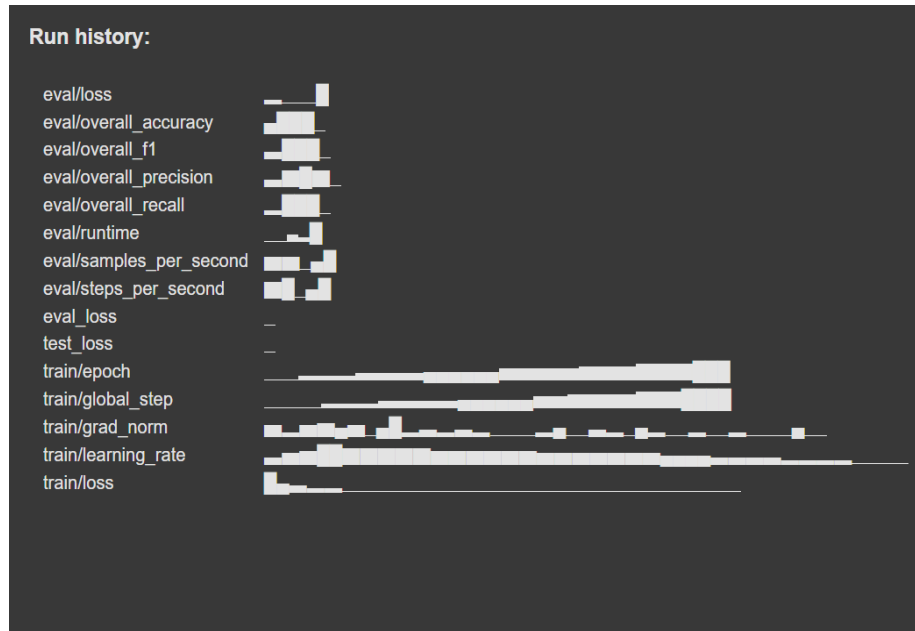 Run history:
eval/loss
eval/overall_accuracy
eval/overall_f1
eval/overall_precision
eval/overall_recall
eval/runtime
eval/samples_per_second
eval/steps_per_second
eval_loss
test_loss
train/epoch
train/global_step
train/grad_norm
train/learning_rate
train/loss